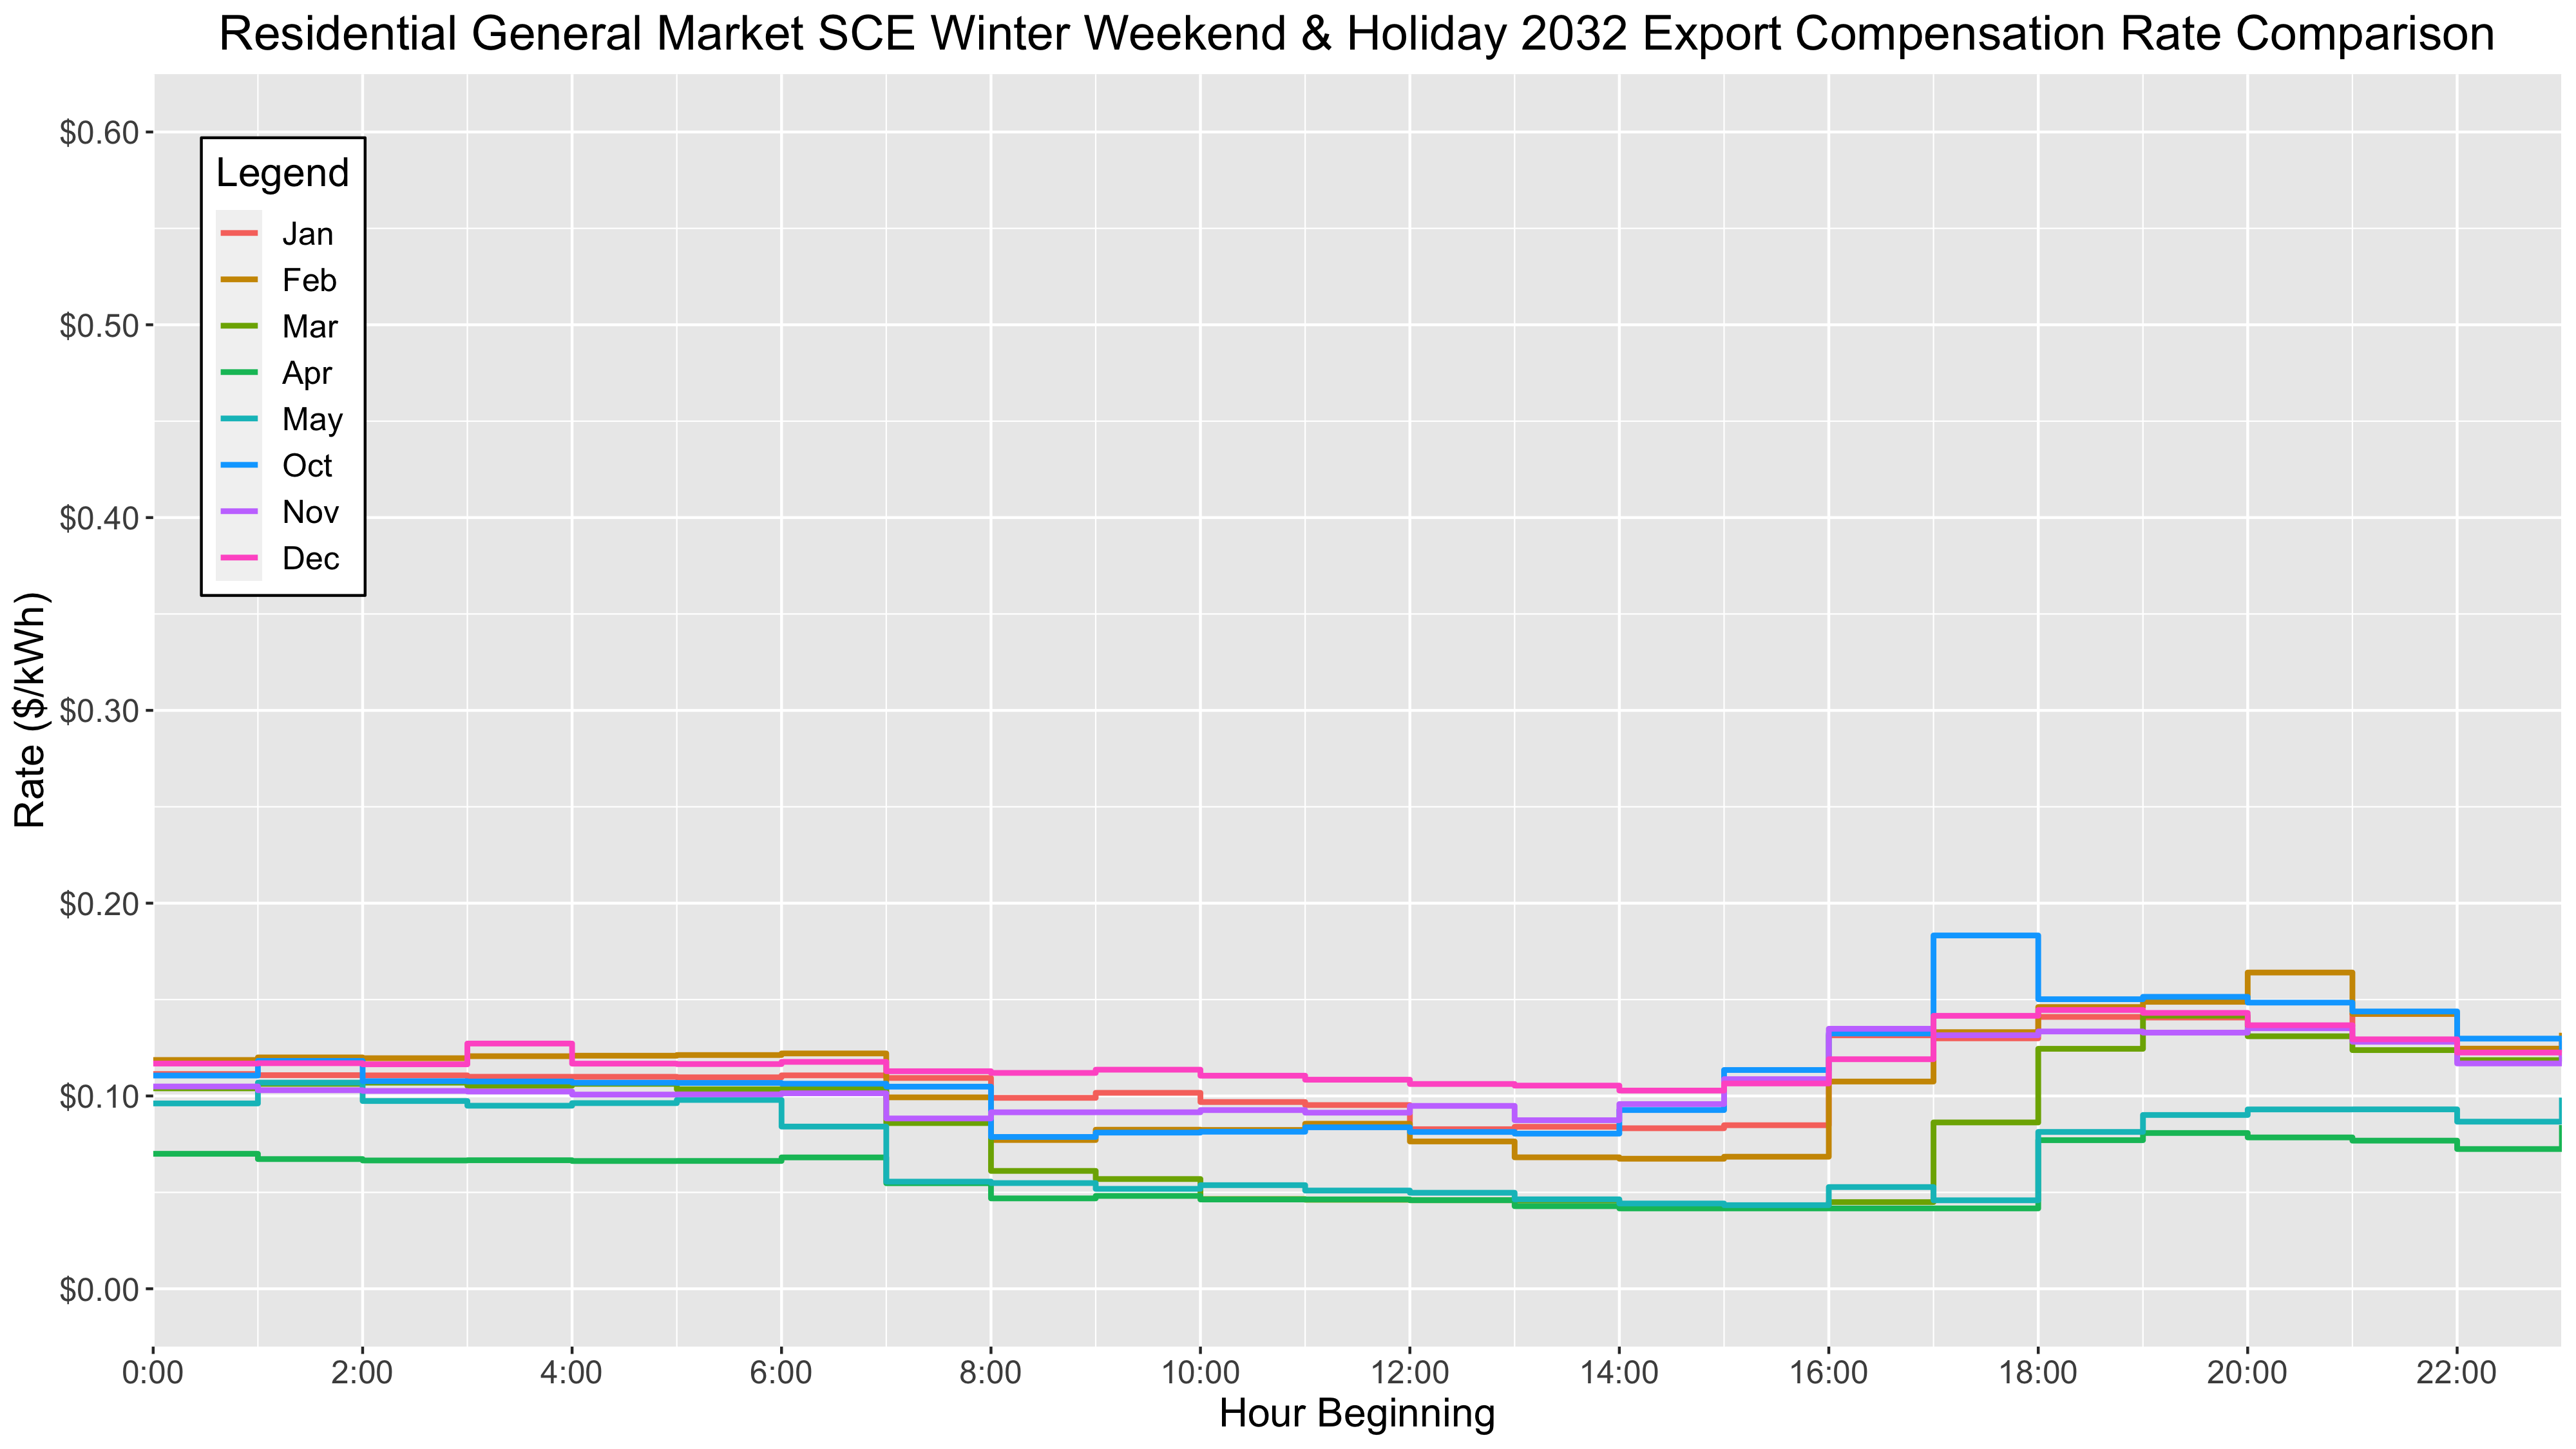 Residential General Market SCE Winter Weekend & Holiday 2032 Export Compensation Rate Comparison
Legend
Jan
Feb
Mar
Apr
May
Oct
Nov
Dec
Rate ($/kWh)
$0.60
$0.50
$0.40
$0.30
$0.20
$0.10
$0.00
0:00 2:00 4:00 6:00 8:00 10:00 12:00 14:00 16:00 18:00 20:00 22:00
Hour Beginning